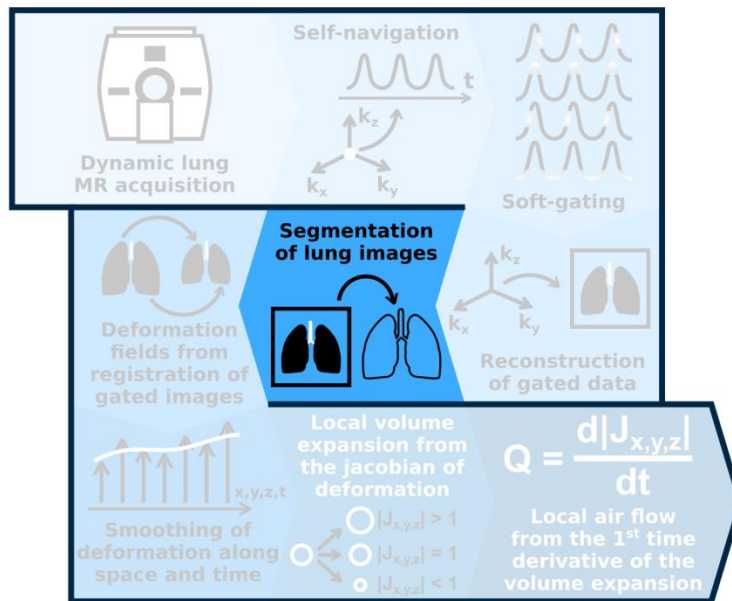 Self-navigation
t
k_z
k_x
k_y
Dynamic lung
MR acquisition
Soft-gating
Segmentation
of lung images
k_z
k_x
k_y
Reconstruction
of gated data
Deformation
fields from
registration of
gated images
x,y,z,t
Smoothing of
deformation along
space and time
Local volume
expansion from
the jacobian of
deformation
|J_x,y,z| > 1
|J_x,y,z| = 1
|J_x,y,z| < 1
Q = d|J_x,y,z|
dt
Local air flow
from the 1st time
derivative of the
volume expansion